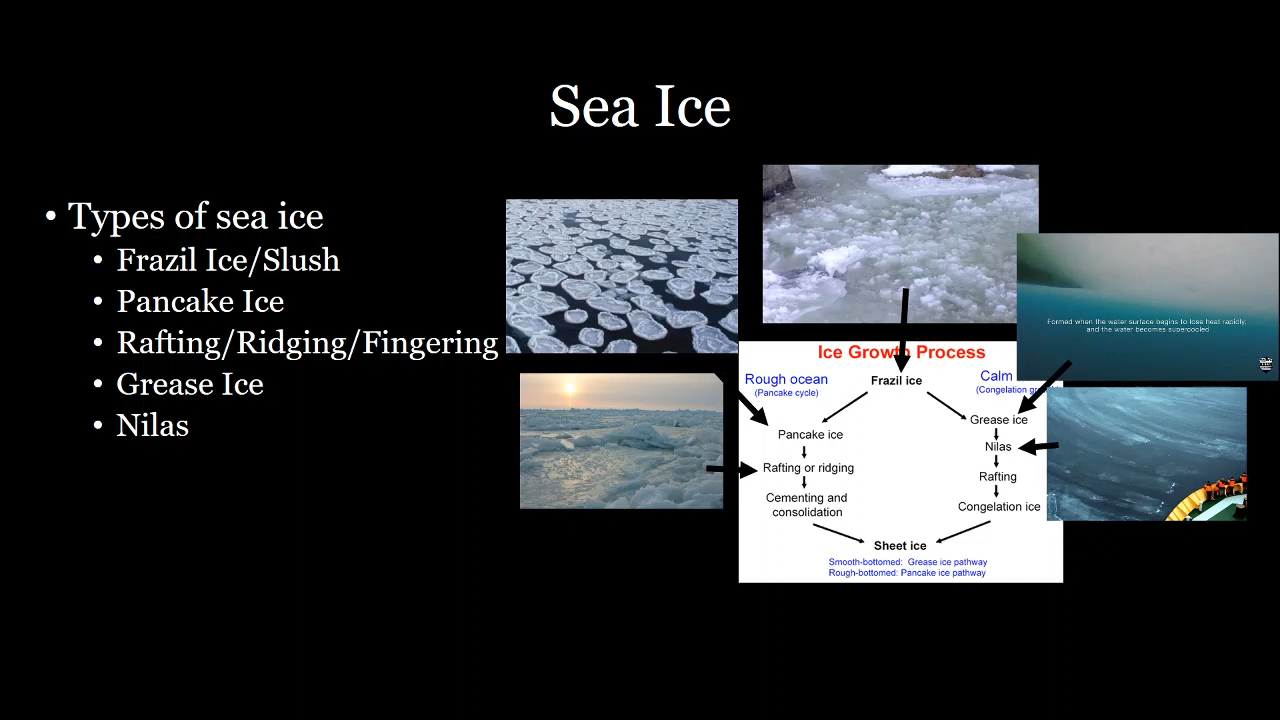 Sea Ice
• Types of sea ice
• Frazil Ice/Slush
• Pancake Ice
• Rafting/Ridging/Fingering
• Grease Ice
• Nilas
Formed when the water surface begins to lose heat rapidly,
and the water becomes supercooled
Ice Growth Process
Rough ocean
(Pancake cycle)
Frazil ice
Calm
(Congelation
Pancake ice
Rafting or ridging
Cementing and
consolidation
Grease ice
Nilas
Rafting
Congelation ice
Sheet ice
Smooth-bottomed: Grease ice pathway
Rough-bottomed: Pancake ice pathway